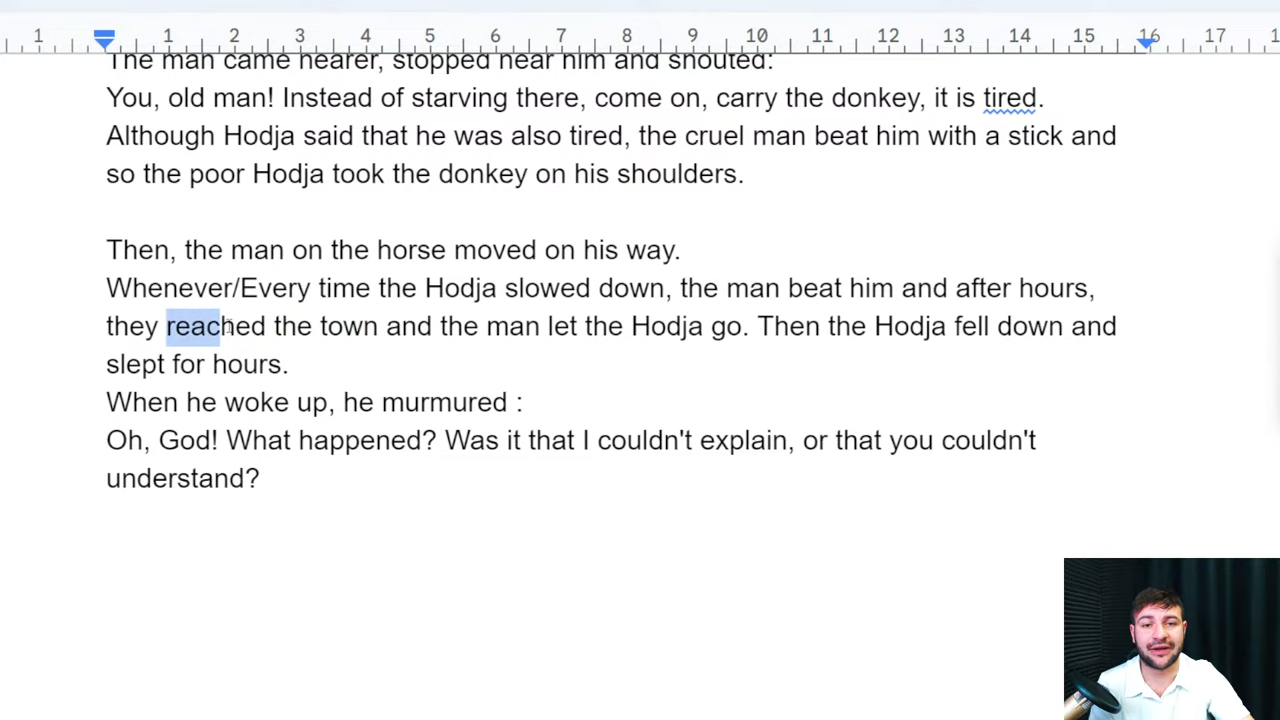 1 1 2 3 4 5 6 7 8 9 10 11 12 13 14 15 16 17
The man came nearer, stopped near him and shouted:
You, old man! Instead of starving there, come on, carry the donkey, it is tired.
Although Hodja said that he was also tired, the cruel man beat him with a stick and
so the poor Hodja took the donkey on his shoulders.
Then, the man on the horse moved on his way.
Whenever/Every time the Hodja slowed down, the man beat him and after hours,
they reached the town and the man let the Hodja go. Then the Hodja fell down and
slept for hours.
When he woke up, he murmured :
Oh, God! What happened? Was it that I couldn't explain, or that you couldn't
understand?